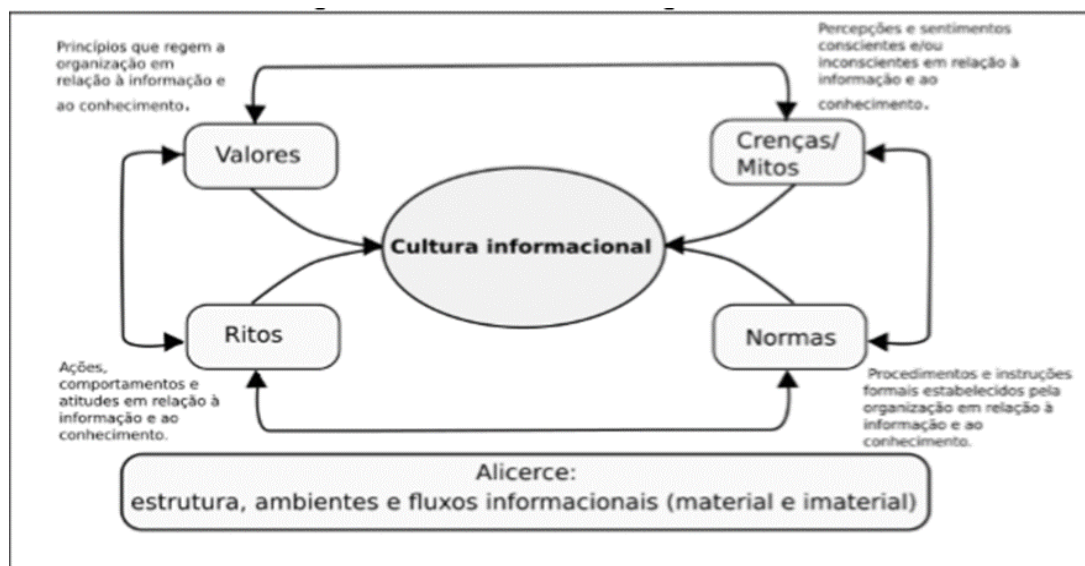 Princípios que regem a
organização em
relação à informação e
ao conhecimento.
Percepções e sentimentos
conscientes e/ou
inconscientes em relação à
informação e ao
conhecimento.
Valores
Crenças/
Mitos
Cultura informacional
Ritos
Normas
Ações,
comportamentos e
atitudes em relação à
informação e ao
conhecimento.
Procedimentos e instruções
formais estabelecidos pela
organização em relação à
informação e ao
conhecimento.
Alicerce:
estrutura, ambientes e fluxos informacionais (material e imaterial)